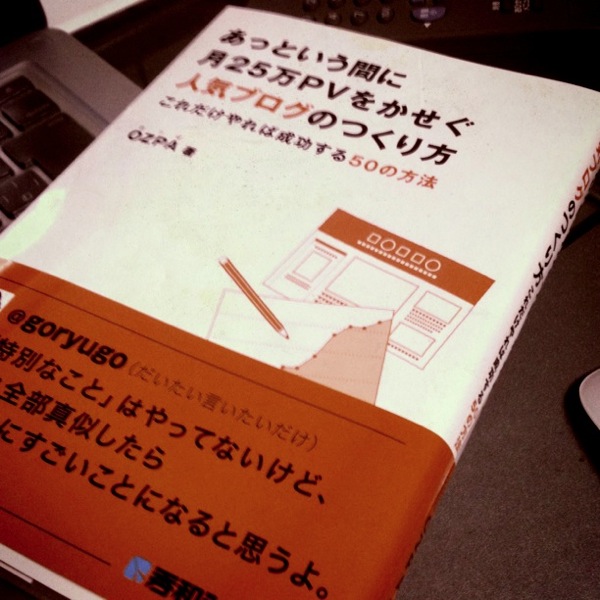 あっという間に
月25万PVをかせぐ
人気ブログのつくり方
これだけやれば成功する50の方法
OZPA 著
@goryugo（だいたい言いたいだけ）
特別なこと」はやってないけど、
全部真似したら
にすごいことになると思うよ。
秀和